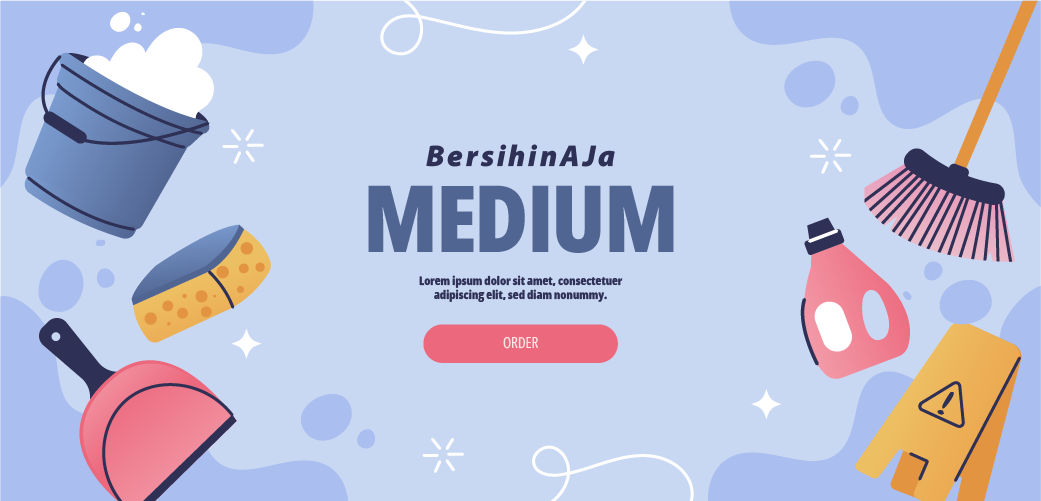 BersihinAJa
MEDIUM
Lorem ipsum dolor sit amet, consectetuer
adipiscing elit, sed diam nonummy.
ORDER